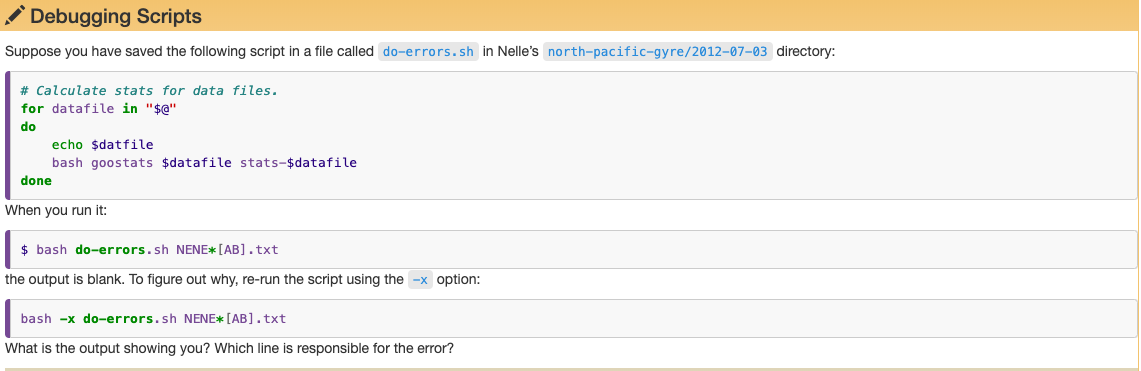 Debugging Scripts
Suppose you have saved the following script in a file called do-errors.sh in Nelle’s north-pacific-gyre/2012-07-03 directory:
# Calculate stats for data files.
for datafile in "$@"
do
    echo $datfile
    bash goostats $datafile stats-$datafile
done
When you run it:
$ bash do-errors.sh NENE*[AB].txt
the output is blank. To figure out why, re-run the script using the -x option:
bash -x do-errors.sh NENE*[AB].txt
What is the output showing you? Which line is responsible for the error?